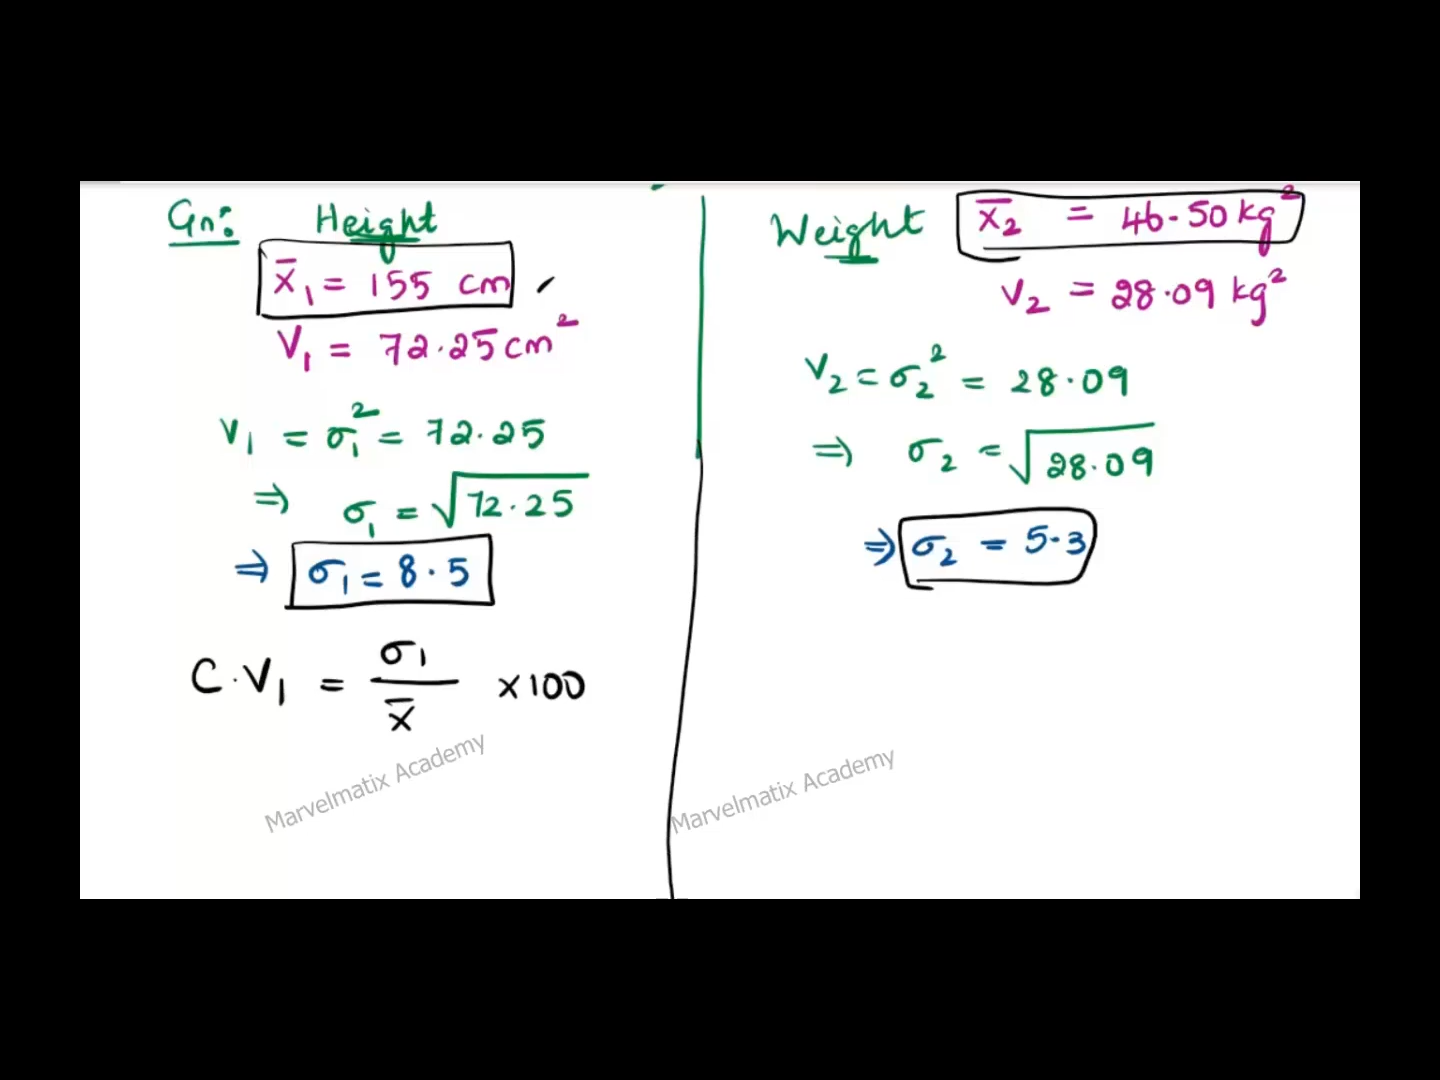 Gn: Height
x̄₁ = 155 cm
V₁ = 72.25 cm²
V₁ = σ₁² = 72.25
⇒ σ₁ = √72.25
⇒ σ₁ = 8.5
C.V₁ = σ₁/x̄ ×100
Weight x̄₂ = 46.50 kg²
V₂ = 28.09 kg²
V₂ = σ₂² = 28.09
⇒ σ₂ = √28.09
⇒ σ₂ = 5.3
Marvelmatix Academy
Marvelmatix Academy